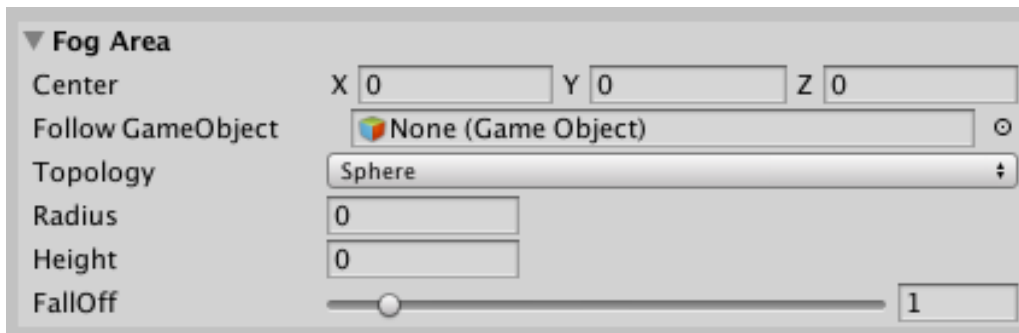 Fog Area
Center X 0 Y 0 Z 0
Follow GameObject None (Game Object)
Topology Sphere
Radius 0
Height 0
FallOff 1